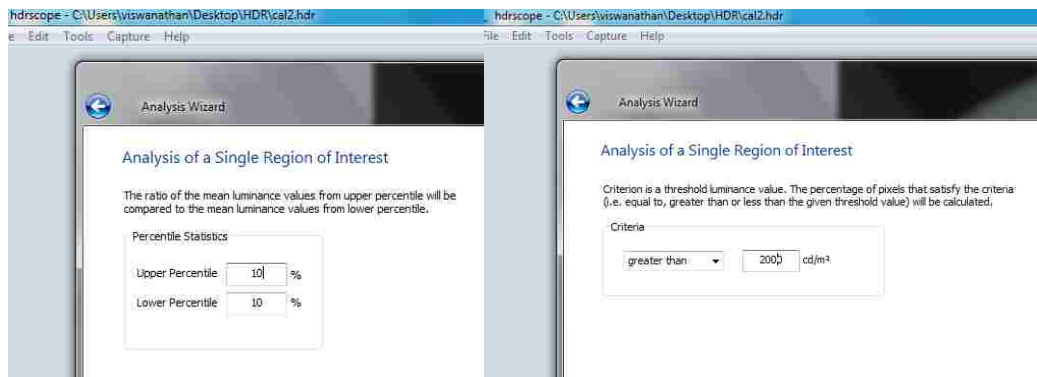 hdrscope - C:\Users\viswanathan\Desktop\HDR\cal2.hdr
e Edit Tools Capture Help
Analysis Wizard
Analysis of a Single Region of Interest
The ratio of the mean luminance values from upper percentile will be
compared to the mean luminance values from lower percentile.
Percentile Statistics
Upper Percentile 10 %
Lower Percentile 10 %
hdrscope - C:\Users\viswanathan\Desktop\HDR\cal2.hdr
File Edit Tools Capture Help
Analysis Wizard
Analysis of a Single Region of Interest
Criterion is a threshold luminance value. The percentage of pixels that satisfy the criteria
(i.e. equal to, greater than or less than the given threshold value) will be calculated.
Criteria
greater than cd/m²